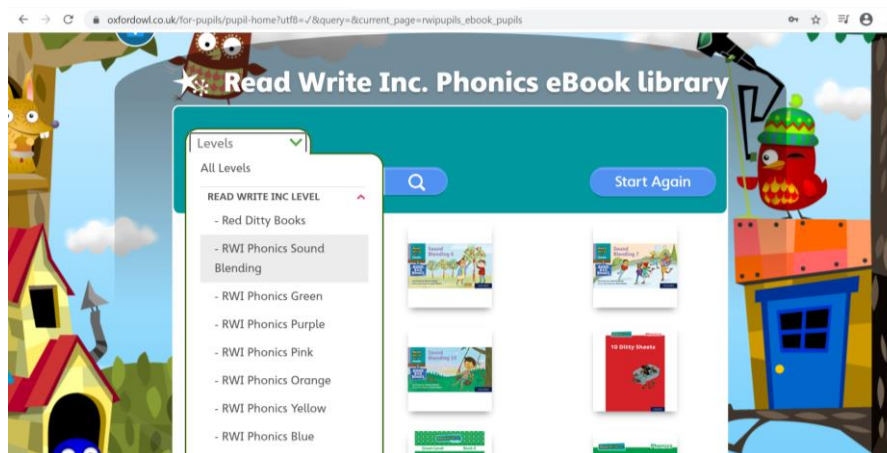 oxfordowl.co.uk/for-pupils/pupil-home?utf8=✓&query=&current_page=rwipupils_ebook_pupils
Read Write Inc. Phonics eBook library
Levels
All Levels
Start Again
READ WRITE INC LEVEL
- Red Ditty Books
- RWI Phonics Sound
Blending
- RWI Phonics Green
- RWI Phonics Purple
- RWI Phonics Pink
- RWI Phonics Orange
- RWI Phonics Yellow
- RWI Phonics Blue
Sound
Blending 6
Sound
Blending 7
Sound
Blending 10
10 Ditty Sheets
Phonics